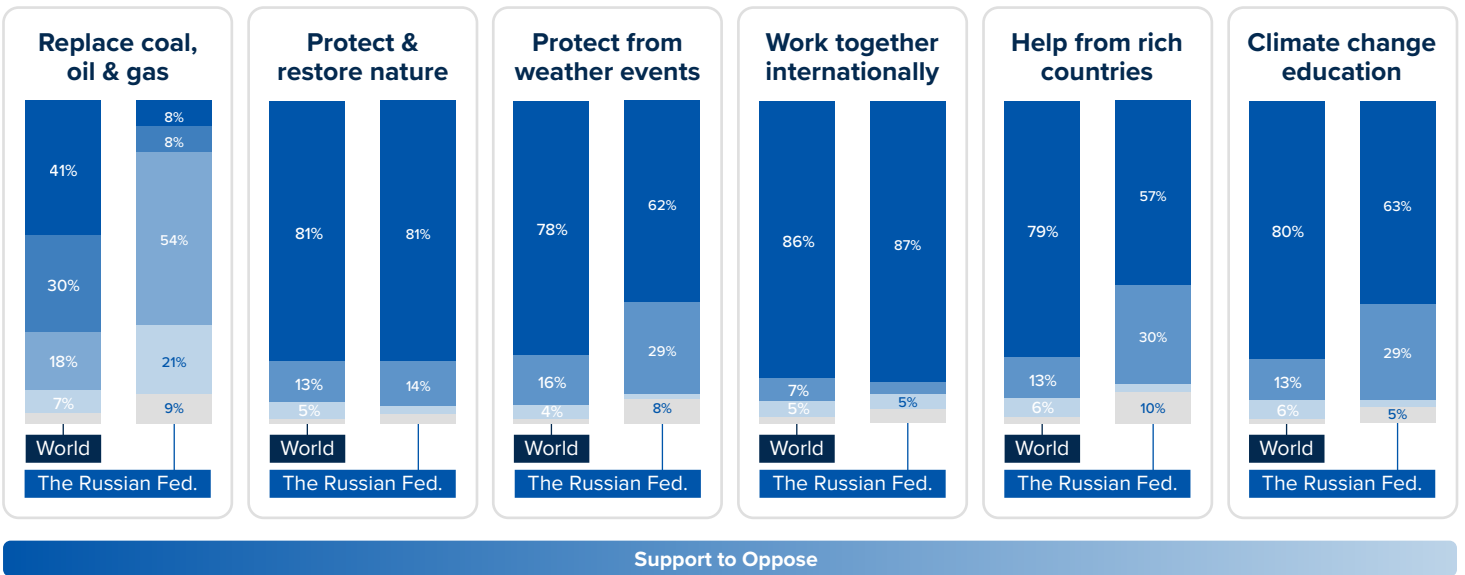 Replace coal,
oil & gas
41%
30%
18%
7%
8%
8%
54%
21%
9%
World
The Russian Fed.
Protect &
restore nature
81%
13%
5%
81%
14%
World
The Russian Fed.
Protect from
weather events
78%
16%
4%
62%
29%
8%
World
The Russian Fed.
Work together
internationally
86%
7%
5%
87%
5%
World
The Russian Fed.
Help from rich
countries
79%
13%
6%
57%
30%
10%
World
The Russian Fed.
Climate change
education
80%
13%
6%
63%
29%
5%
World
The Russian Fed.
Support to Oppose